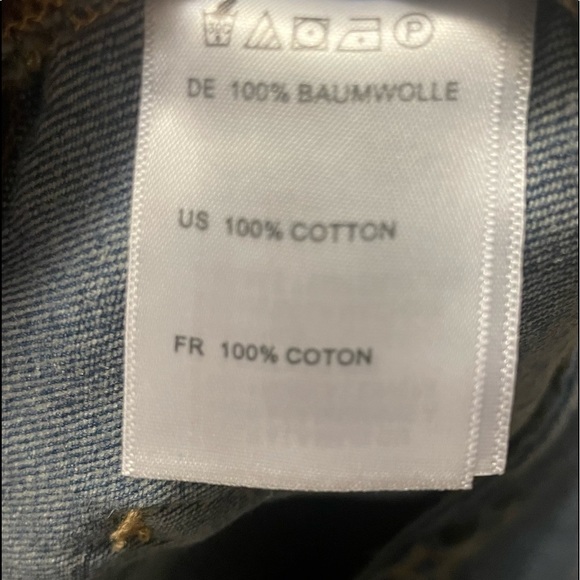 P
DE 100% BAUMWOLLE
US 100% COTTON
FR 100% COTON